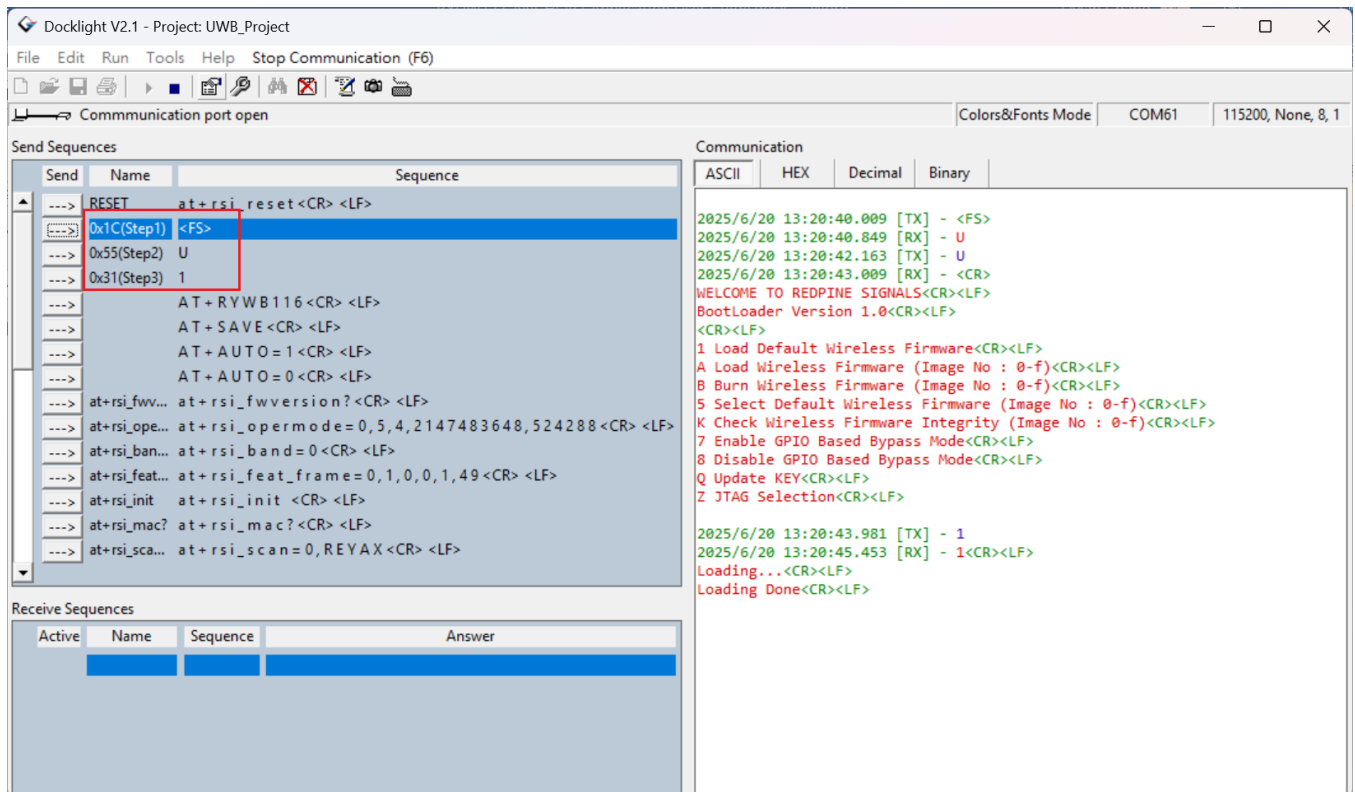 Docklight V2.1 - Project: UWB_Project
File Edit Run Tools Help Stop Communication (F6)
Commmunication port open
Colors&Fonts Mode COM61 115200, None, 8, 1
Send Sequences
Send Name Sequence
---> RESET at+rsi_reset<CR><LF>
---> 0x1C(Step1) <FS>
---> 0x55(Step2) U
---> 0x31(Step3) 1
---> AT+RYWB116<CR><LF>
---> AT+SAVE<CR><LF>
---> AT+AUTO=1<CR><LF>
---> AT+AUTO=0<CR><LF>
---> at+rsi_fwv... at+rsi_fwversion?<CR><LF>
---> at+rsi_ope... at+rsi_opermode=0,5,4,2147483648,524288<CR><LF>
---> at+rsi_ban... at+rsi_band=0<CR><LF>
---> at+rsi_feat... at+rsi_feat_frame=0,1,0,0,1,49<CR><LF>
---> at+rsi_init at+rsi_init <CR><LF>
---> at+rsi_mac? at+rsi_mac?<CR><LF>
---> at+rsi_sca... at+rsi_scan=0,REYAX<CR><LF>
Receive Sequences
Active Name Sequence Answer
Communication
ASCII HEX Decimal Binary
2025/6/20 13:20:40.009 [TX] - <FS>
2025/6/20 13:20:40.849 [RX] - U
2025/6/20 13:20:42.163 [TX] - U
2025/6/20 13:20:43.009 [RX] - <CR>
WELCOME TO REDPINE SIGNALS<CR><LF>
BootLoader Version 1.0<CR><LF>
<CR><LF>
1 Load Default Wireless Firmware<CR><LF>
A Load Wireless Firmware (Image No : 0-f)<CR><LF>
B Burn Wireless Firmware (Image No : 0-f)<CR><LF>
5 Select Default Wireless Firmware (Image No : 0-f)<CR><LF>
K Check Wireless Firmware Integrity (Image No : 0-f)<CR><LF>
7 Enable GPIO Based Bypass Mode<CR><LF>
8 Disable GPIO Based Bypass Mode<CR><LF>
Q Update KEY<CR><LF>
Z JTAG Selection<CR><LF>
2025/6/20 13:20:43.981 [TX] - 1
2025/6/20 13:20:45.453 [RX] - 1<CR><LF>
Loading...<CR><LF>
Loading Done<CR><LF>